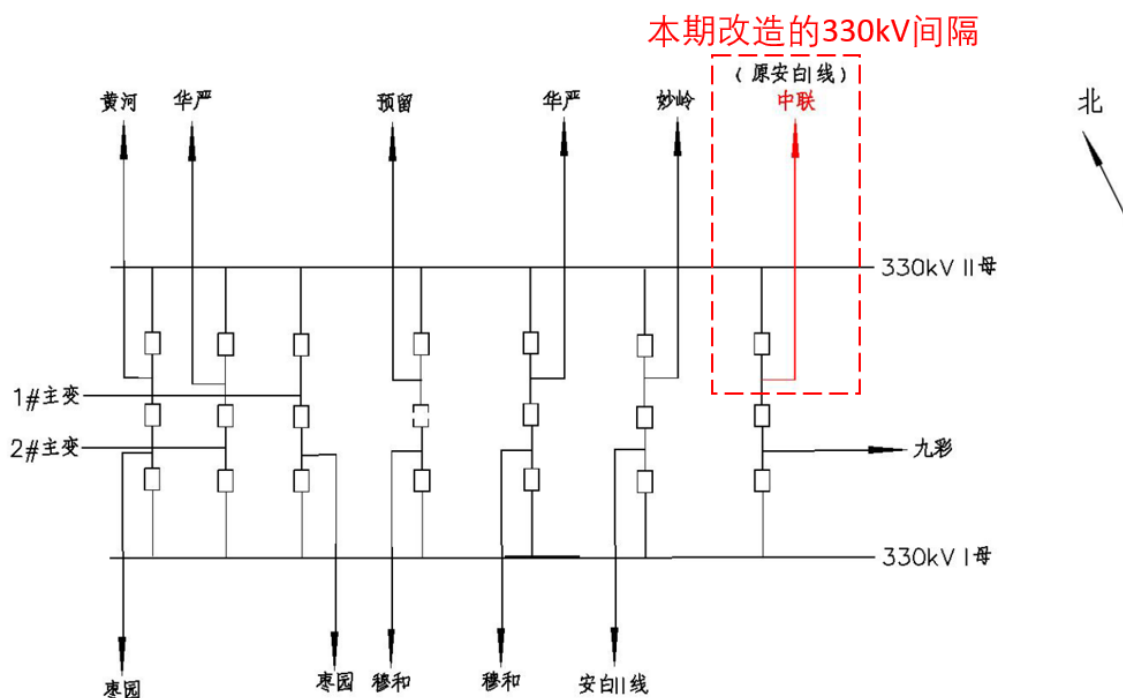 本期改造的330kV间隔
(原安白I线)
黄河
华严
预留
华严
妙岭
中联
北
330kV II母
1#主变
2#主变
九彩
330kV I母
枣园
枣园
穆和
穆和
安白II线